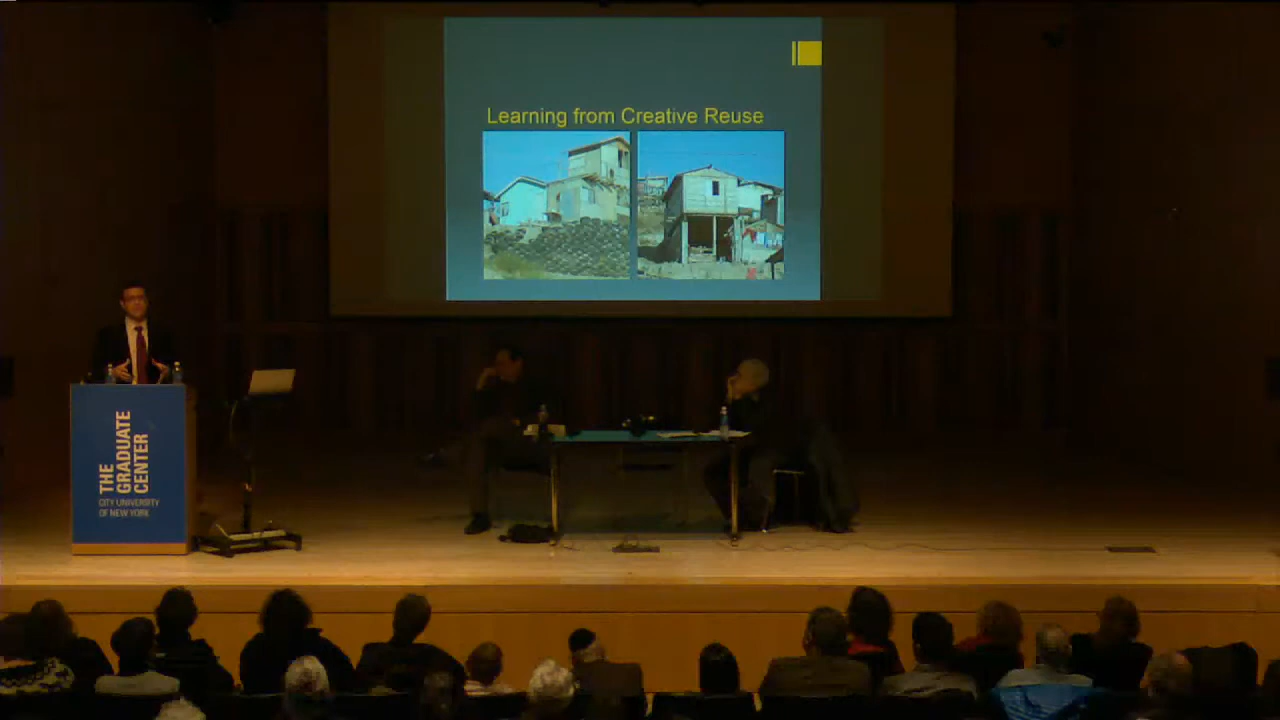 Learning from Creative Reuse
THE
GRADUATE
CENTER
CITY UNIVERSITY
OF NEW YORK